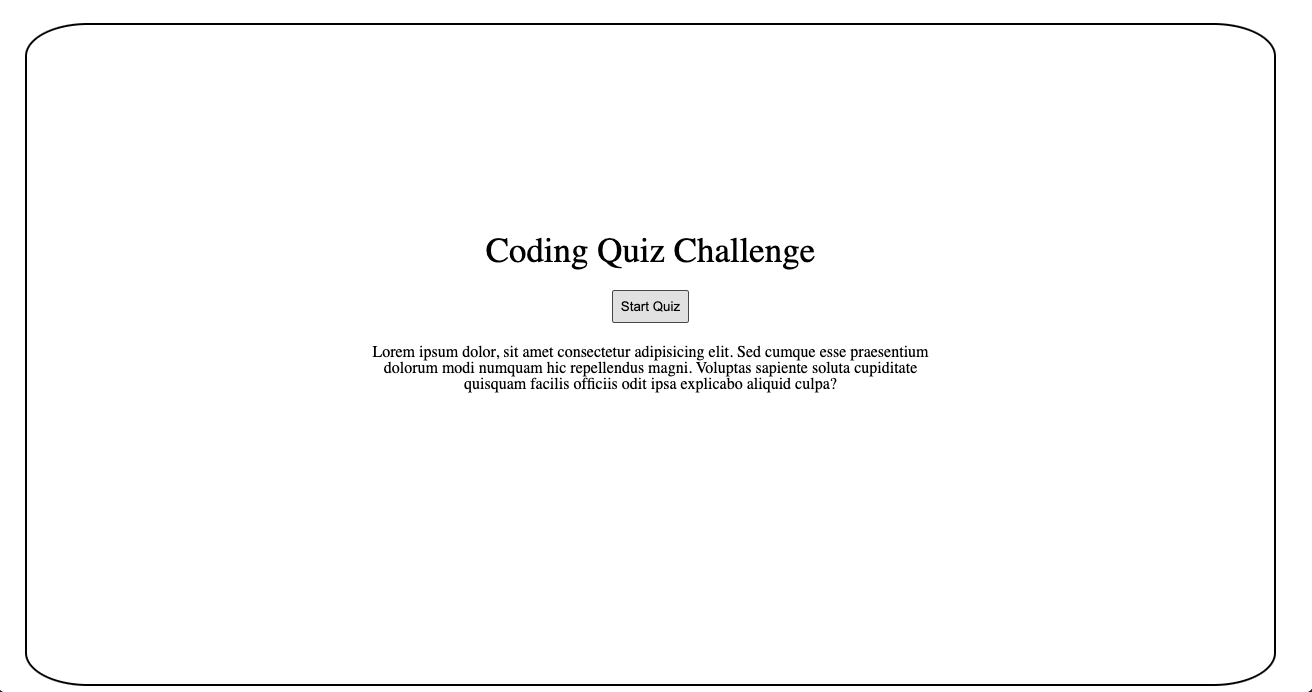 Coding Quiz Challenge
Start Quiz
Lorem ipsum dolor, sit amet consectetur adipisicing elit. Sed cumque esse praesentium
dolorum modi numquam hic repellendus magni. Voluptas sapiente soluta cupiditate
quisquam facilis officiis odit ipsa explicabo aliquid culpa?